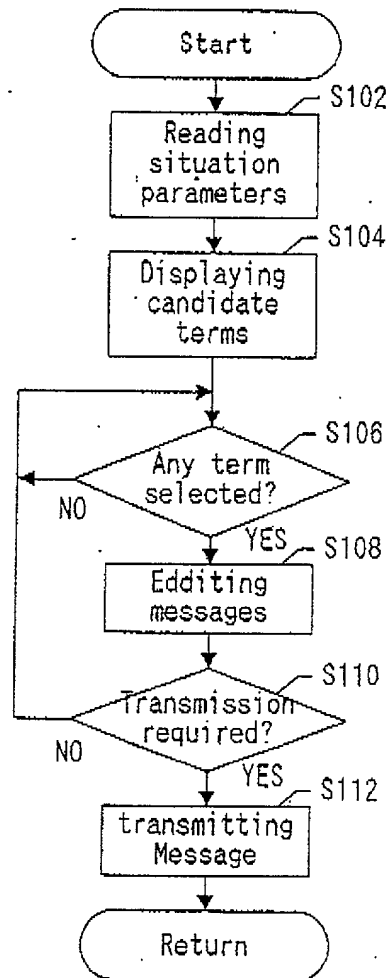 Start
S102
Reading
situation
parameters
S104
Displaying
candidate
terms
S106
Any term
selected?
NO
YES
S108
Edditing
messages
S110
Transmission
required?
NO
YES
S112
transmitting
Message
Return